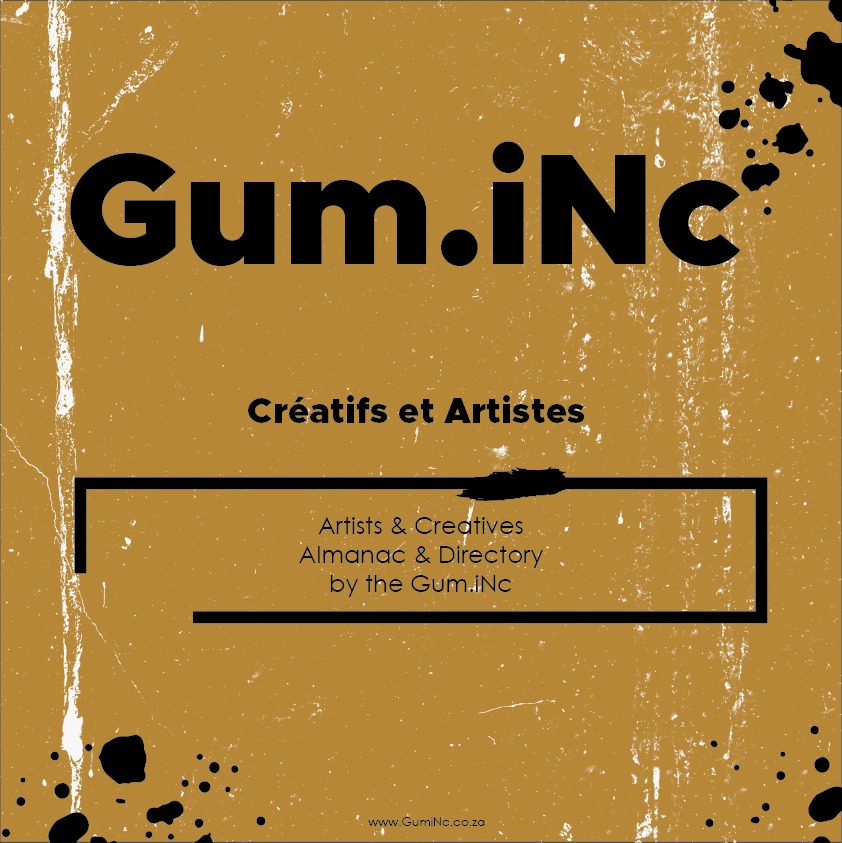 Gum.iNc
Créatifs et Artistes
Artists & Creatives
Almanac & Directory
by the Gum.iNc
www.GumiNc.co.za